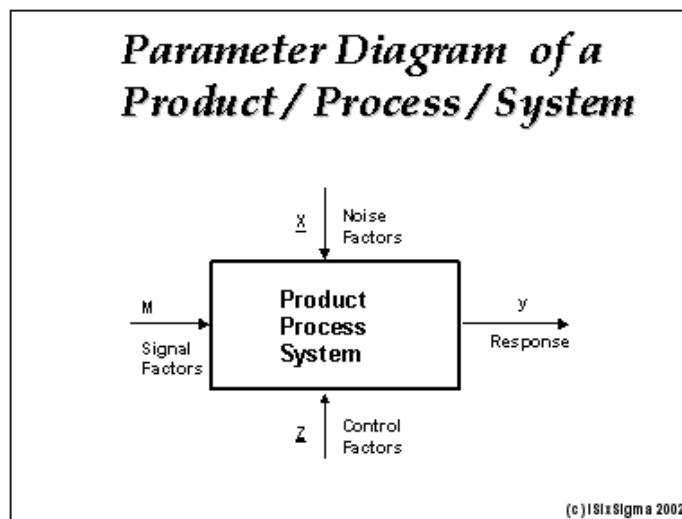 Parameter Diagram of a
Product / Process / System
X
Noise
Factors
M
Signal
Factors
Product
Process
System
y
Response
Z
Control
Factors
(c) ISixSigma 2002